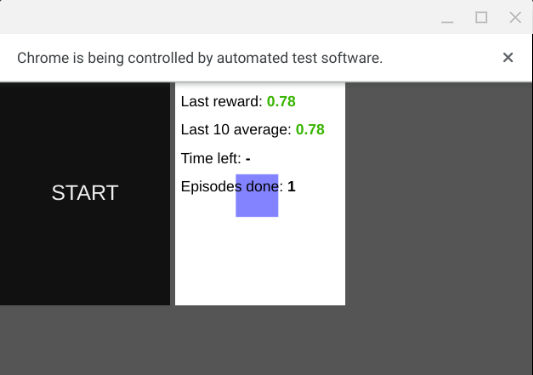 Chrome is being controlled by automated test software.
START
Last reward: 0.78
Last 10 average: 0.78
Time left: -
Episodes done: 1